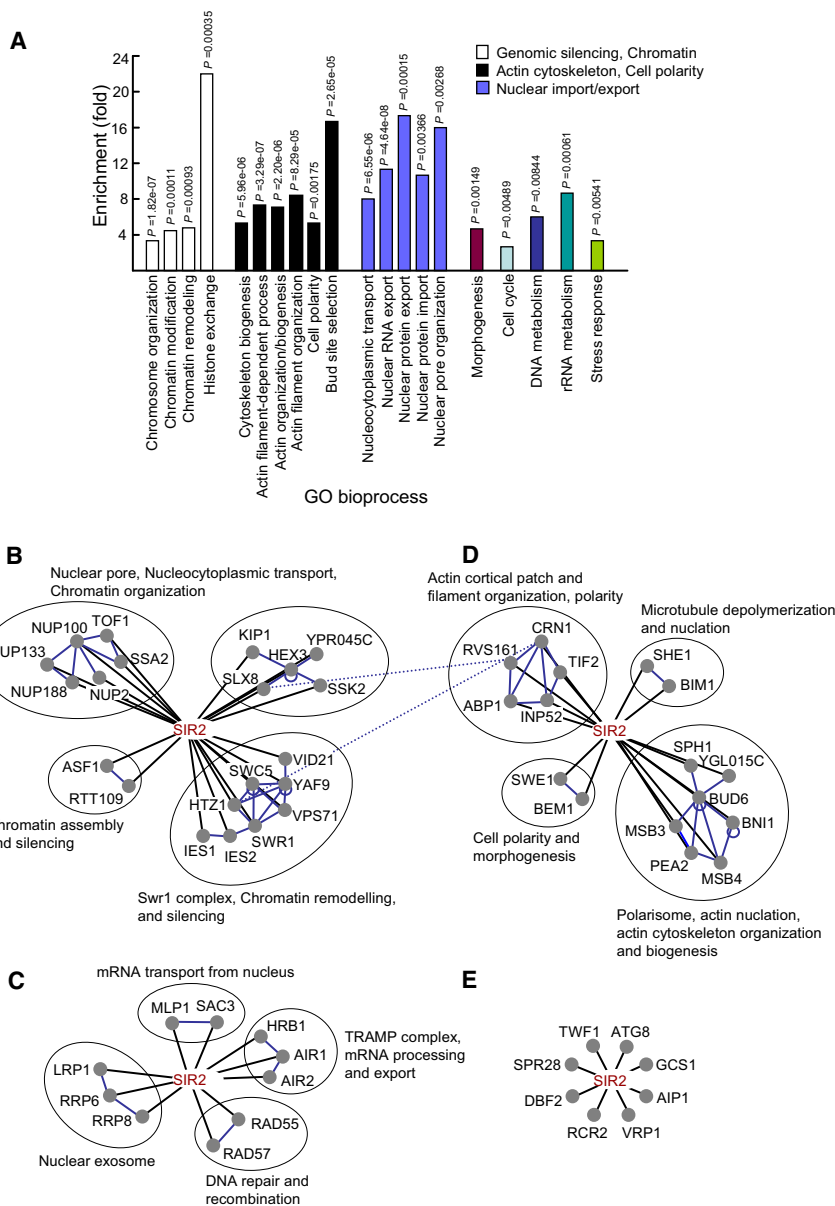 A
Enrichment (fold)
24
20
16
12
8
4
P =1.82e-07
P =0.00011
P =0.00093
P =0.00035
P =5.96e-06
P =3.29e-07
P =2.20e-06
P =8.29e-05
P =0.00175
P =2.65e-05
P =6.55e-06
P =4.64e-08
P =0.00015
P =0.00366
P =0.00268
P =0.00149
P =0.00489
P =0.00844
P =0.00061
P =0.00541
Genomic silencing, Chromatin
Actin cytoskeleton, Cell polarity
Nuclear import/export
Chromosome organization
Chromatin modification
Chromatin remodeling
Histone exchange
Cytoskeleton biogenesis
Actin filament-dependent process
Actin organization/biogenesis
Actin filament organization
Cell polarity
Bud site selection
Nucleocytoplasmic transport
Nuclear RNA export
Nuclear protein export
Nuclear protein import
Nuclear pore organization
Morphogenesis
Cell cycle
DNA metabolism
rRNA metabolism
Stress response
GO bioprocess
B
Nuclear pore, Nucleocytoplasmic transport,
Chromatin organization
NUP100
TOF1
UP133
SSA2
NUP188
NUP2
KIP1
YPR045C
HEX3
SLX8
SSK2
SIR2
ASF1
RTT109
hromatin assembly
nd silencing
VID21
SWC5
YAF9
HTZ1
VPS71
SWR1
IES1
IES2
Swr1 complex, Chromatin remodelling,
and silencing
D
Actin cortical patch and
filament organization, polarity
CRN1
RVS161
TIF2
ABP1
INP52
Microtubule depolymerization
and nuclation
SHE1
BIM1
SIR2
SWE1
BEM1
Cell polarity and
morphogenesis
SPH1
YGL015C
BUD6
MSB3
BNI1
PEA2
MSB4
Polarisome, actin nuclation,
actin cytoskeleton organization
and biogenesis
C
mRNA transport from nucleus
MLP1
SAC3
HRB1
AIR1
AIR2
TRAMP complex,
mRNA processing
and export
LRP1
RRP6
RRP8
SIR2
Nuclear exosome
RAD55
RAD57
DNA repair and
recombination
E
TWF1
ATG8
SPR28
GCS1
SIR2
DBF2
AIP1
RCR2
VRP1